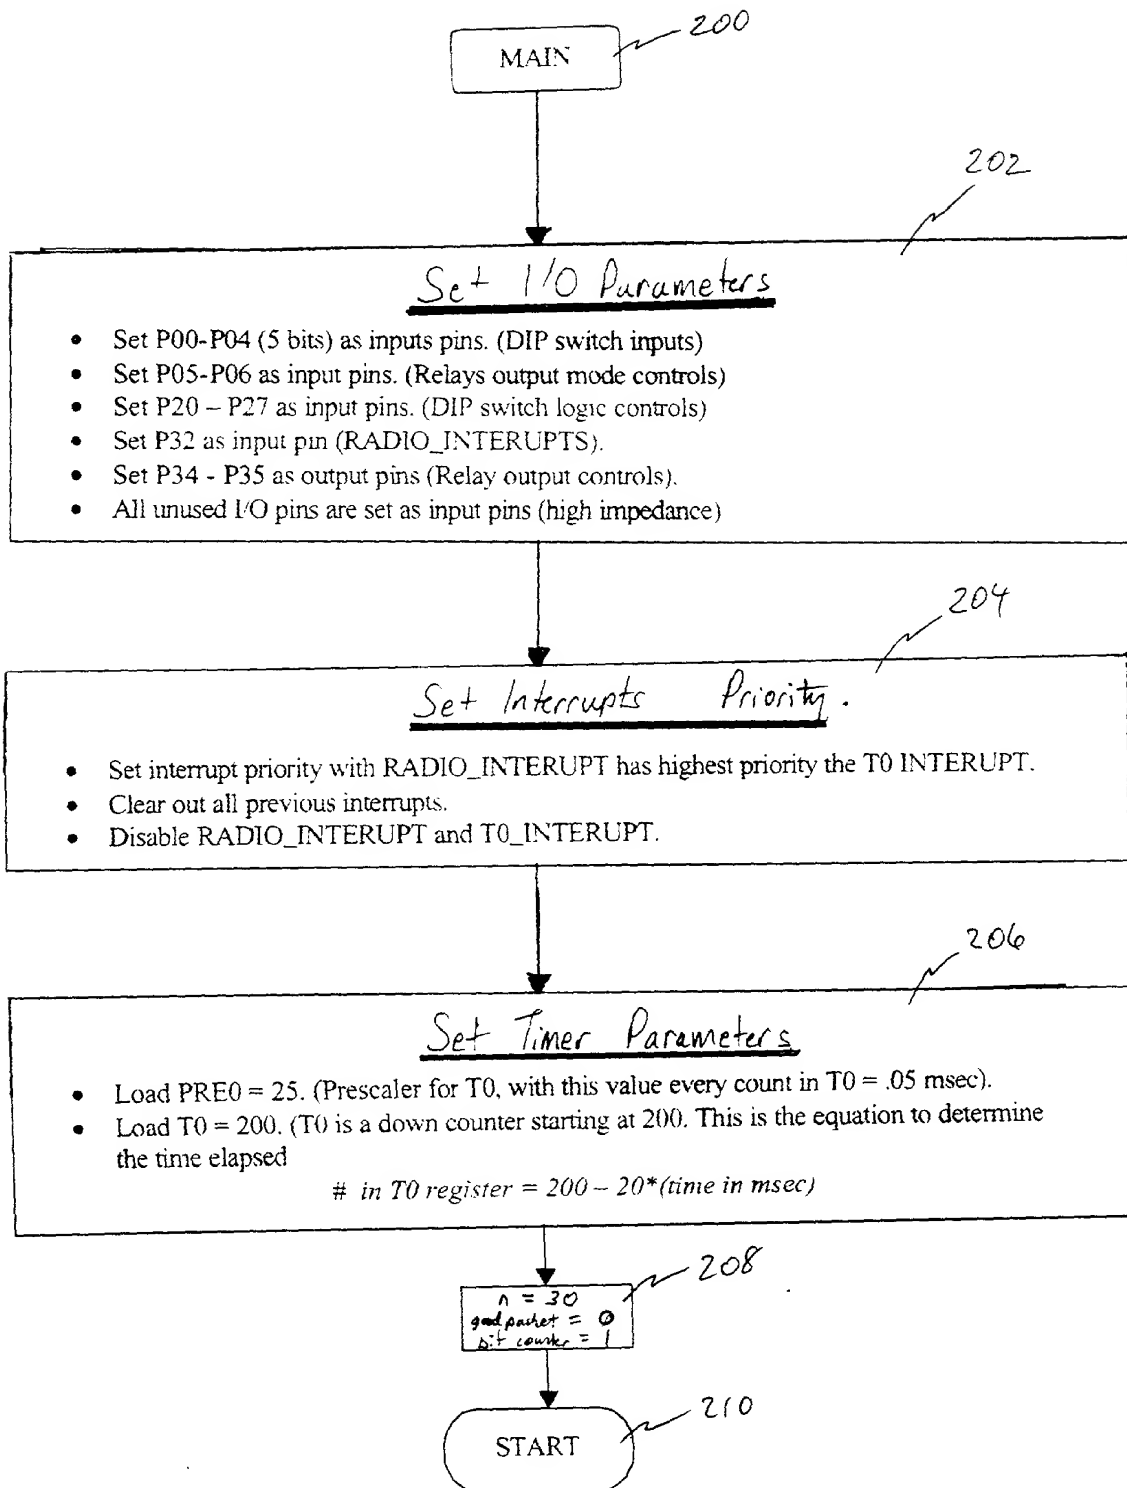 MAIN
200
202
Set I/O Parameters
• Set P00-P04 (5 bits) as inputs pins. (DIP switch inputs)
• Set P05-P06 as input pins. (Relays output mode controls)
• Set P20 – P27 as input pins. (DIP switch logic controls)
• Set P32 as input pin (RADIO_INTERUPTS).
• Set P34 - P35 as output pins (Relay output controls).
• All unused I/O pins are set as input pins (high impedance)
204
Set Interrupts Priority.
• Set interrupt priority with RADIO_INTERUPT has highest priority the T0 INTERUPT.
• Clear out all previous interrupts.
• Disable RADIO_INTERUPT and T0_INTERUPT.
206
Set Timer Parameters
• Load PRE0 = 25. (Prescaler for T0, with this value every count in T0 = .05 msec).
• Load T0 = 200. (T0 is a down counter starting at 200. This is the equation to determine
the time elapsed
# in T0 register = 200 – 20*(time in msec)
208
n = 30
good packet = 0
bit counter = 1
210
START